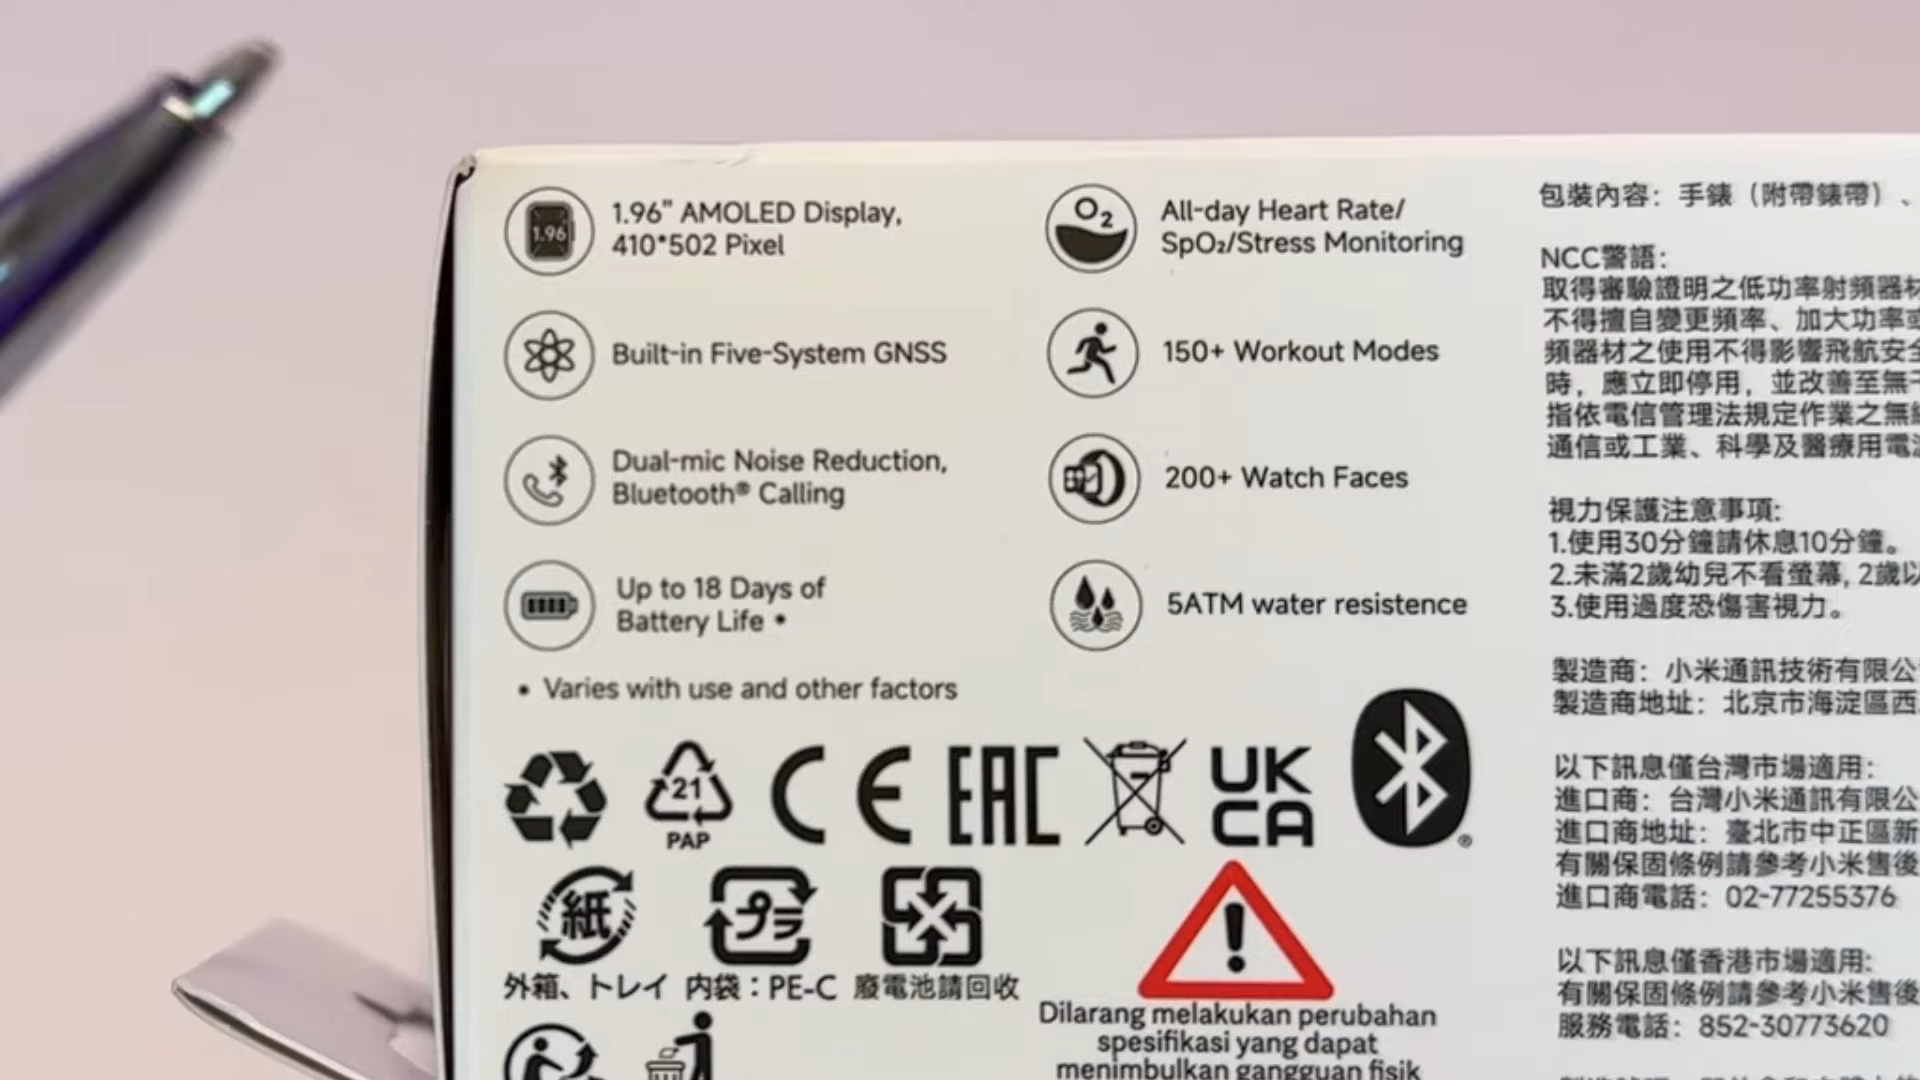 1.96
1.96" AMOLED Display,
410*502 Pixel
Built-in Five-System GNSS
Dual-mic Noise Reduction,
Bluetooth® Calling
Up to 18 Days of
Battery Life •
• Varies with use and other factors
O2
All-day Heart Rate/
SpO₂/Stress Monitoring
150+ Workout Modes
200+ Watch Faces
5ATM water resistence
21
PAP
CE
EAC
UK
CA
®
紙
プラ
外箱、トレイ
内袋：PE-C
廢電池請回收
Dilarang melakukan perubahan
spesifikasi yang dapat
menimbulkan gangguan fisik
包裝內容：手錶（附帶錶帶）、
NCC警語：
取得審驗證明之低功率射頻器材
不得擅自變更頻率、加大功率或
頻器材之使用不得影響飛航安全
時，應立即停用，並改善至無干
指依電信管理法規定作業之無線
通信或工業、科學及醫療用電波
視力保護注意事項:
1.使用30分鐘請休息10分鐘。
2.未滿2歲幼兒不看螢幕, 2歲以
3.使用過度恐傷害視力。
製造商：小米通訊技術有限公
製造商地址：北京市海淀區西
以下訊息僅台灣市場適用：
進口商：台灣小米通訊有限公
進口商地址：臺北市中正區新
有關保固條例請參考小米售後
進口商電話：02-77255376
以下訊息僅香港市場適用:
有關保固條例請參考小米售後
服務電話：852-30773620